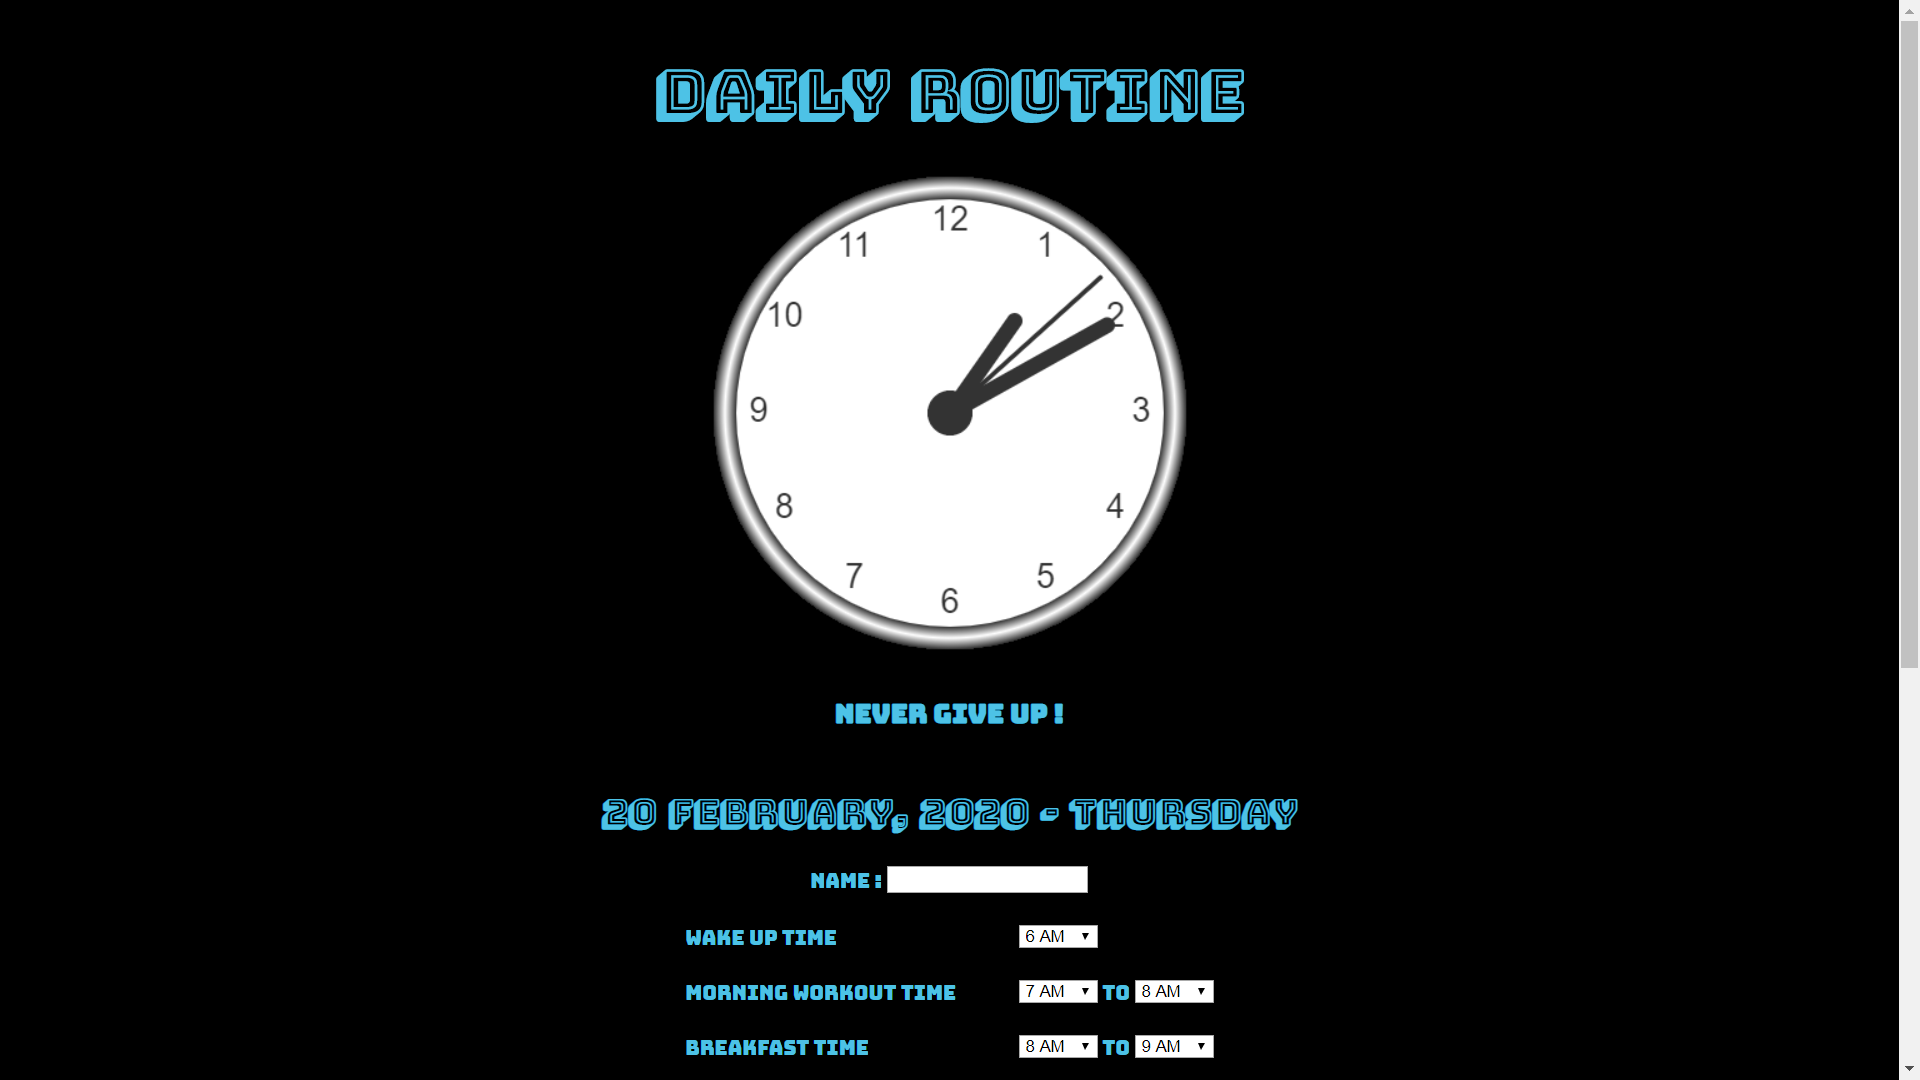 DAILY ROUTINE
12
11 1
10 2
9 3
8 4
7 5
6
NEVER GIVE UP !
20 FEBRUARY, 2020 - THURSDAY
NAME :
WAKE UP TIME 6 AM
MORNING WORKOUT TIME 7 AM TO 8 AM
BREAKFAST TIME 8 AM TO 9 AM